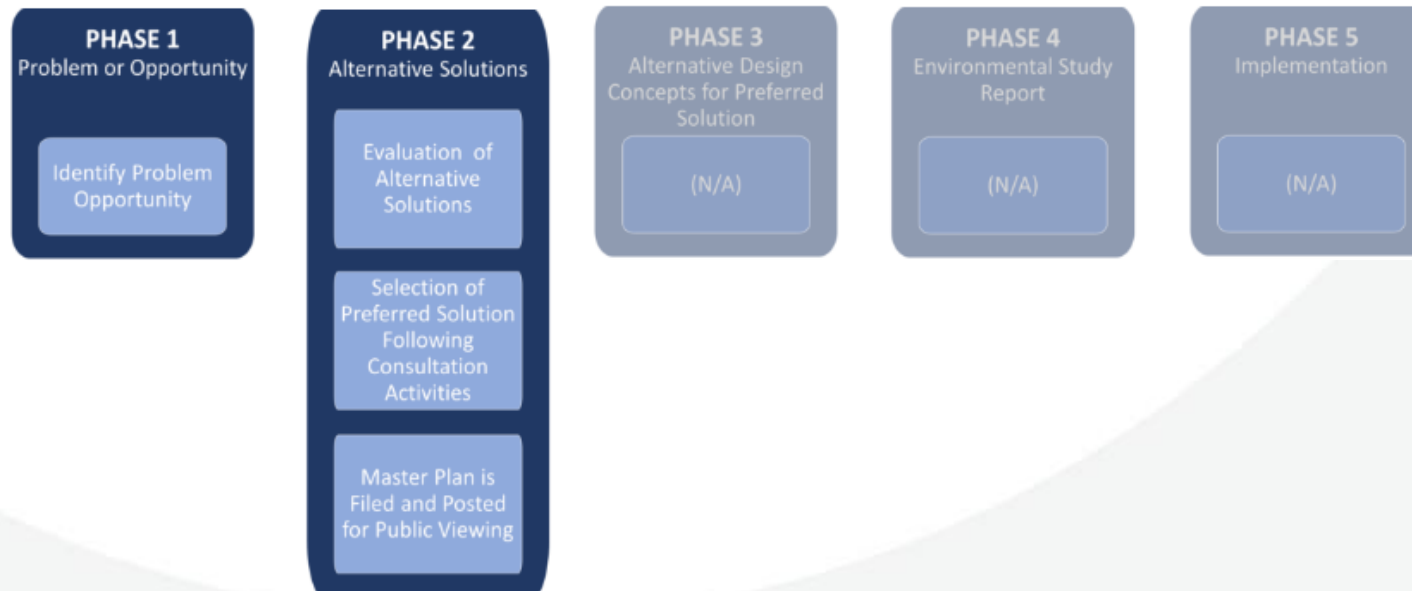 PHASE 1
Problem or Opportunity
Identify Problem
Opportunity
PHASE 2
Alternative Solutions
Evaluation of
Alternative
Solutions
Selection of
Preferred Solution
Following
Consultation
Activities
Master Plan is
Filed and Posted
for Public Viewing
PHASE 3
Alternative Design
Concepts for Preferred
Solution
(N/A)
PHASE 4
Environmental Study
Report
(N/A)
PHASE 5
Implementation
(N/A)